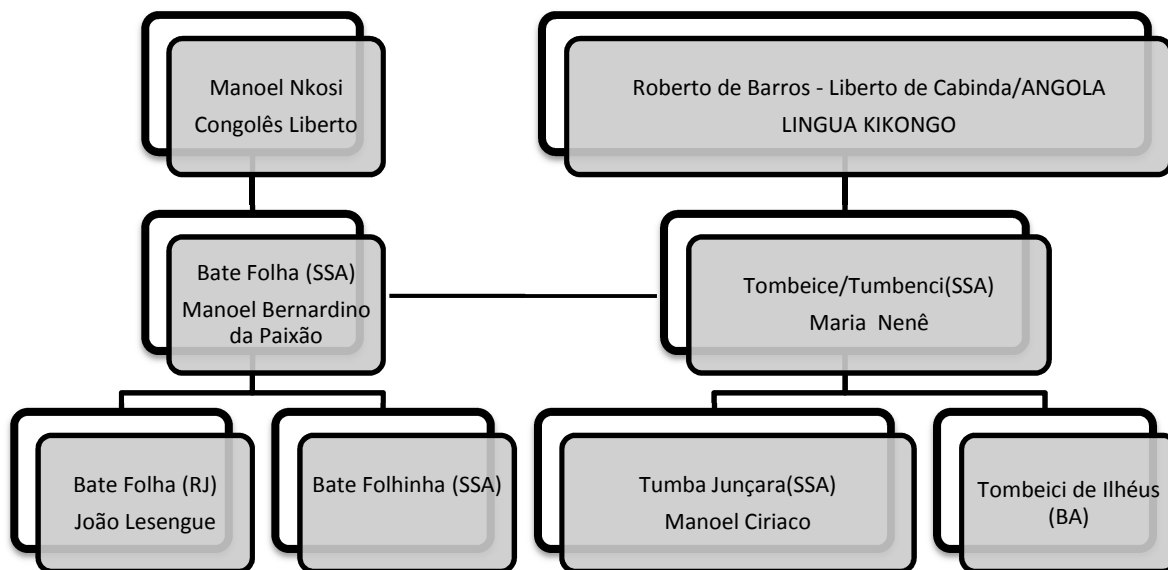 Manoel Nkosi
Congolês Liberto
Roberto de Barros - Liberto de Cabinda/ANGOLA
LINGUA KIKONGO
Bate Folha (SSA)
Manoel Bernardino
da Paixão
Tombeice/Tumbenci(SSA)
Maria Nenê
Bate Folha (RJ)
João Lesengue
Bate Folhinha (SSA)
Tumba Junçara(SSA)
Manoel Ciriaco
Tombeici de Ilhéus
(BA)